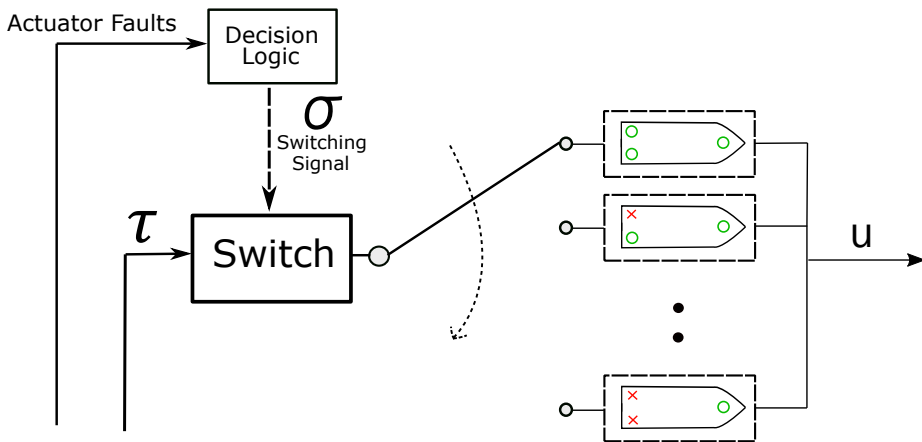 Actuator Faults
Decision
Logic
σ
Switching
Signal
τ
Switch
u